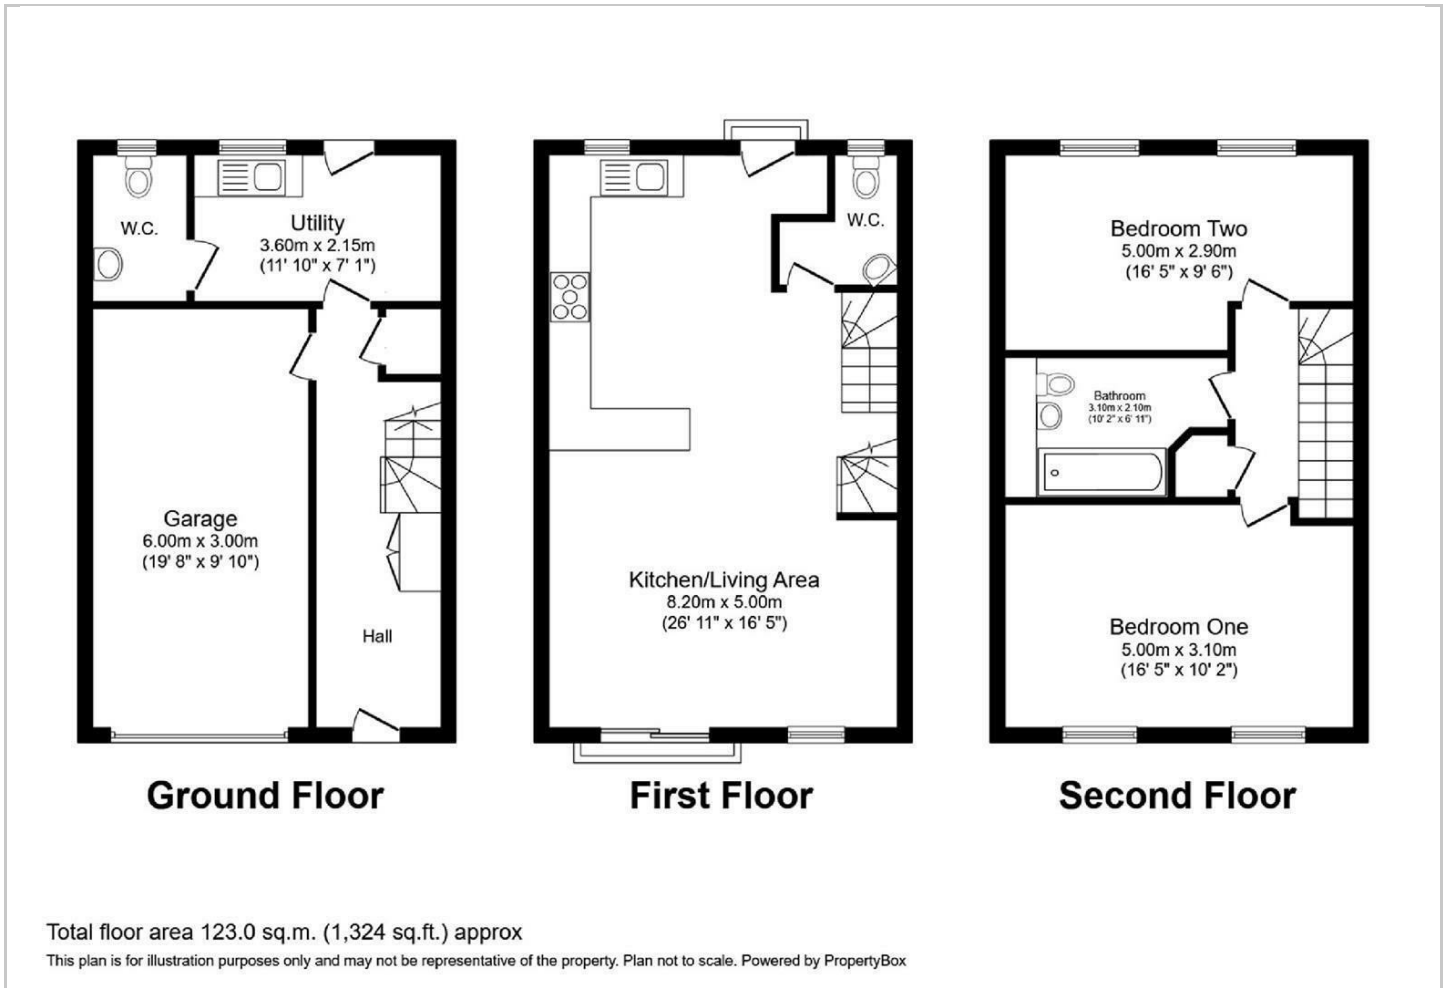 W.C.
Utility
3.60m x 2.15m
(11' 10" x 7' 1")
Garage
6.00m x 3.00m
(19' 8" x 9' 10")
Hall
Ground Floor
W.C.
Kitchen/Living Area
8.20m x 5.00m
(26' 11" x 16' 5")
First Floor
Bedroom Two
5.00m x 2.90m
(16' 5" x 9' 6")
Bathroom
3.10m x 2.10m
(10' 2" x 6' 11")
Bedroom One
5.00m x 3.10m
(16' 5" x 10' 2")
Second Floor
Total floor area 123.0 sq.m. (1,324 sq.ft.) approx
This plan is for illustration purposes only and may not be representative of the property. Plan not to scale. Powered by PropertyBox